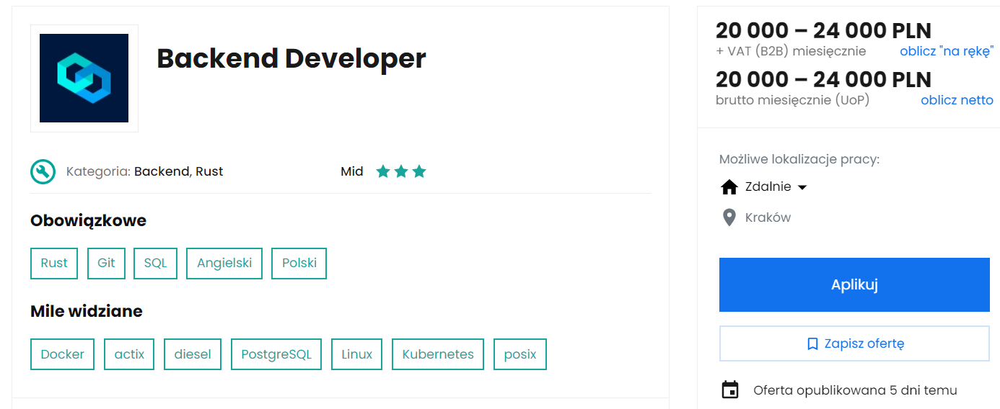 Backend Developer
Kategoria: Backend, Rust
Mid
Obowiązkowe
Rust Git SQL Angielski Polski
Mile widziane
Docker actix diesel PostgreSQL Linux Kubernetes posix
20 000 – 24 000 PLN
+ VAT (B2B) miesięcznie oblicz "na rękę"
20 000 – 24 000 PLN
brutto miesięcznie (UoP) oblicz netto
Możliwe lokalizacje pracy:
Zdalnie
Kraków
Aplikuj
Zapisz ofertę
Oferta opublikowana 5 dni temu